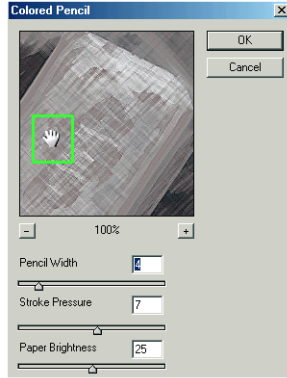 Colored Pencil
OK
Cancel
- 100% +
Pencil Width 4
Stroke Pressure 7
Paper Brightness 25